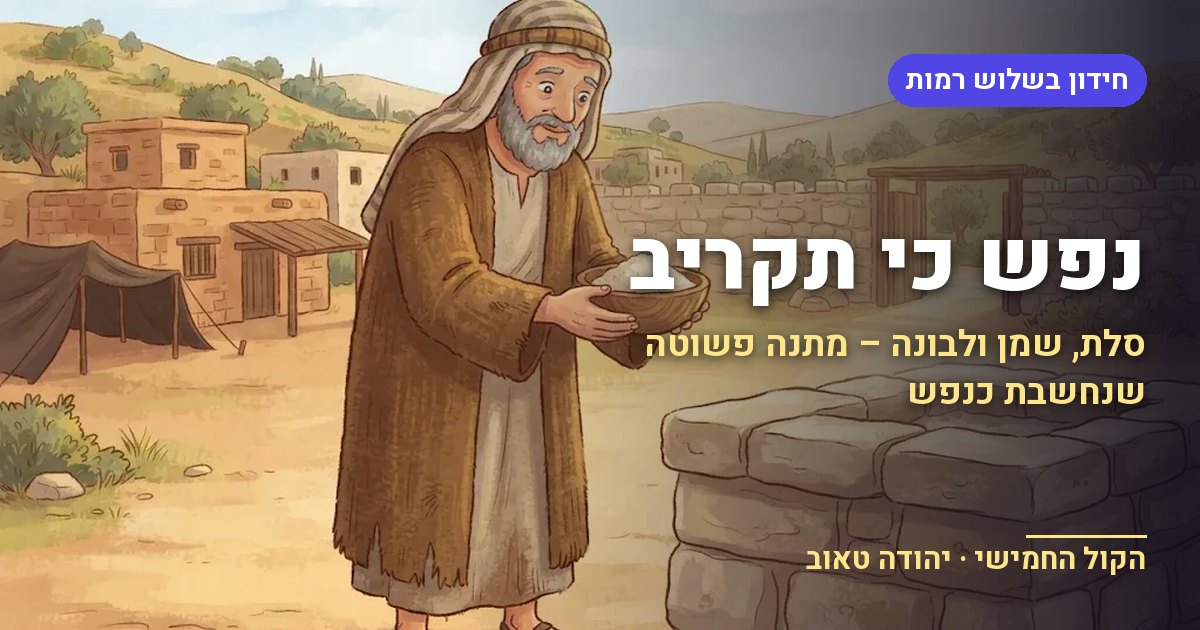 חידון בשלוש רמות
נפש כי תקריב
סלת, שמן ולבונה – מתנה פשוטה
שנחשבת כנפש
הקול החמישי · יהודה טאוב